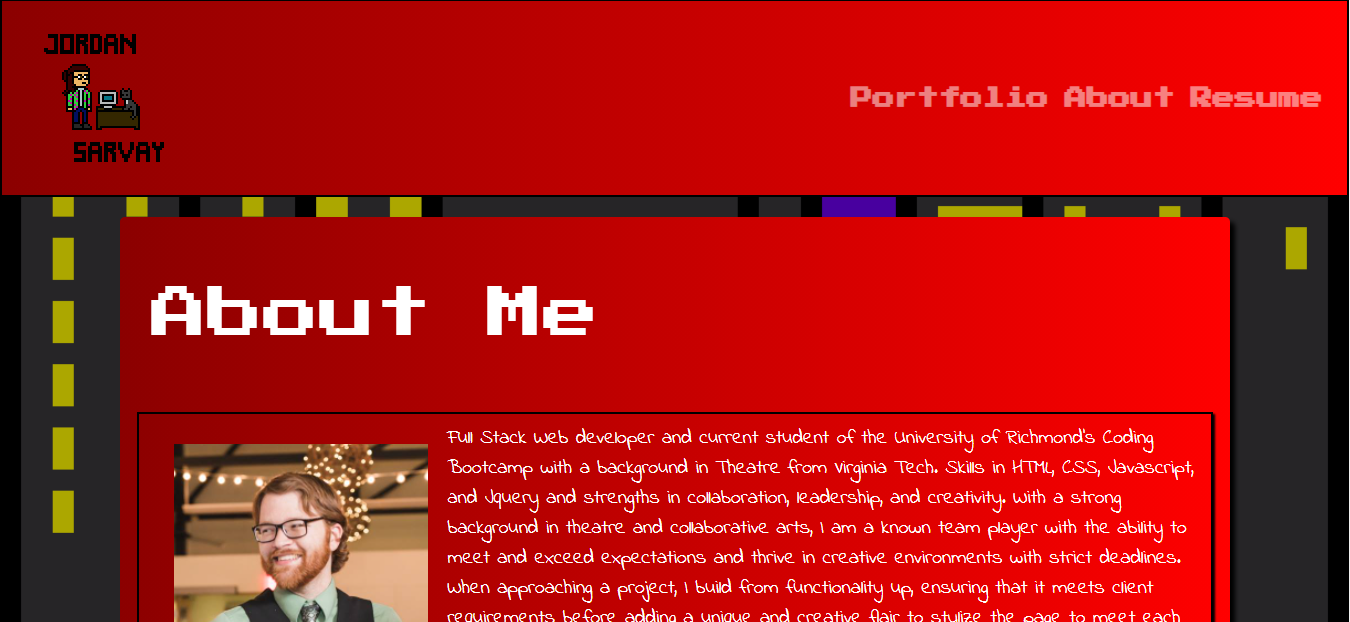 JORDAN
SARVAY
Portfolio About Resume
About Me
Full Stack web developer and current student of the University of Richmond's Coding
Bootcamp with a background in Theatre from Virginia Tech. Skills in HTML, CSS, Javascript,
and Jquery and strengths in collaboration, leadership, and creativity. With a strong
background in theatre and collaborative arts, I am a known team player with the ability to
meet and exceed expectations and thrive in creative environments with strict deadlines.
When approaching a project, I build from functionality up, ensuring that it meets client
requirements before adding a unique and creative flair to stylize the page to meet each